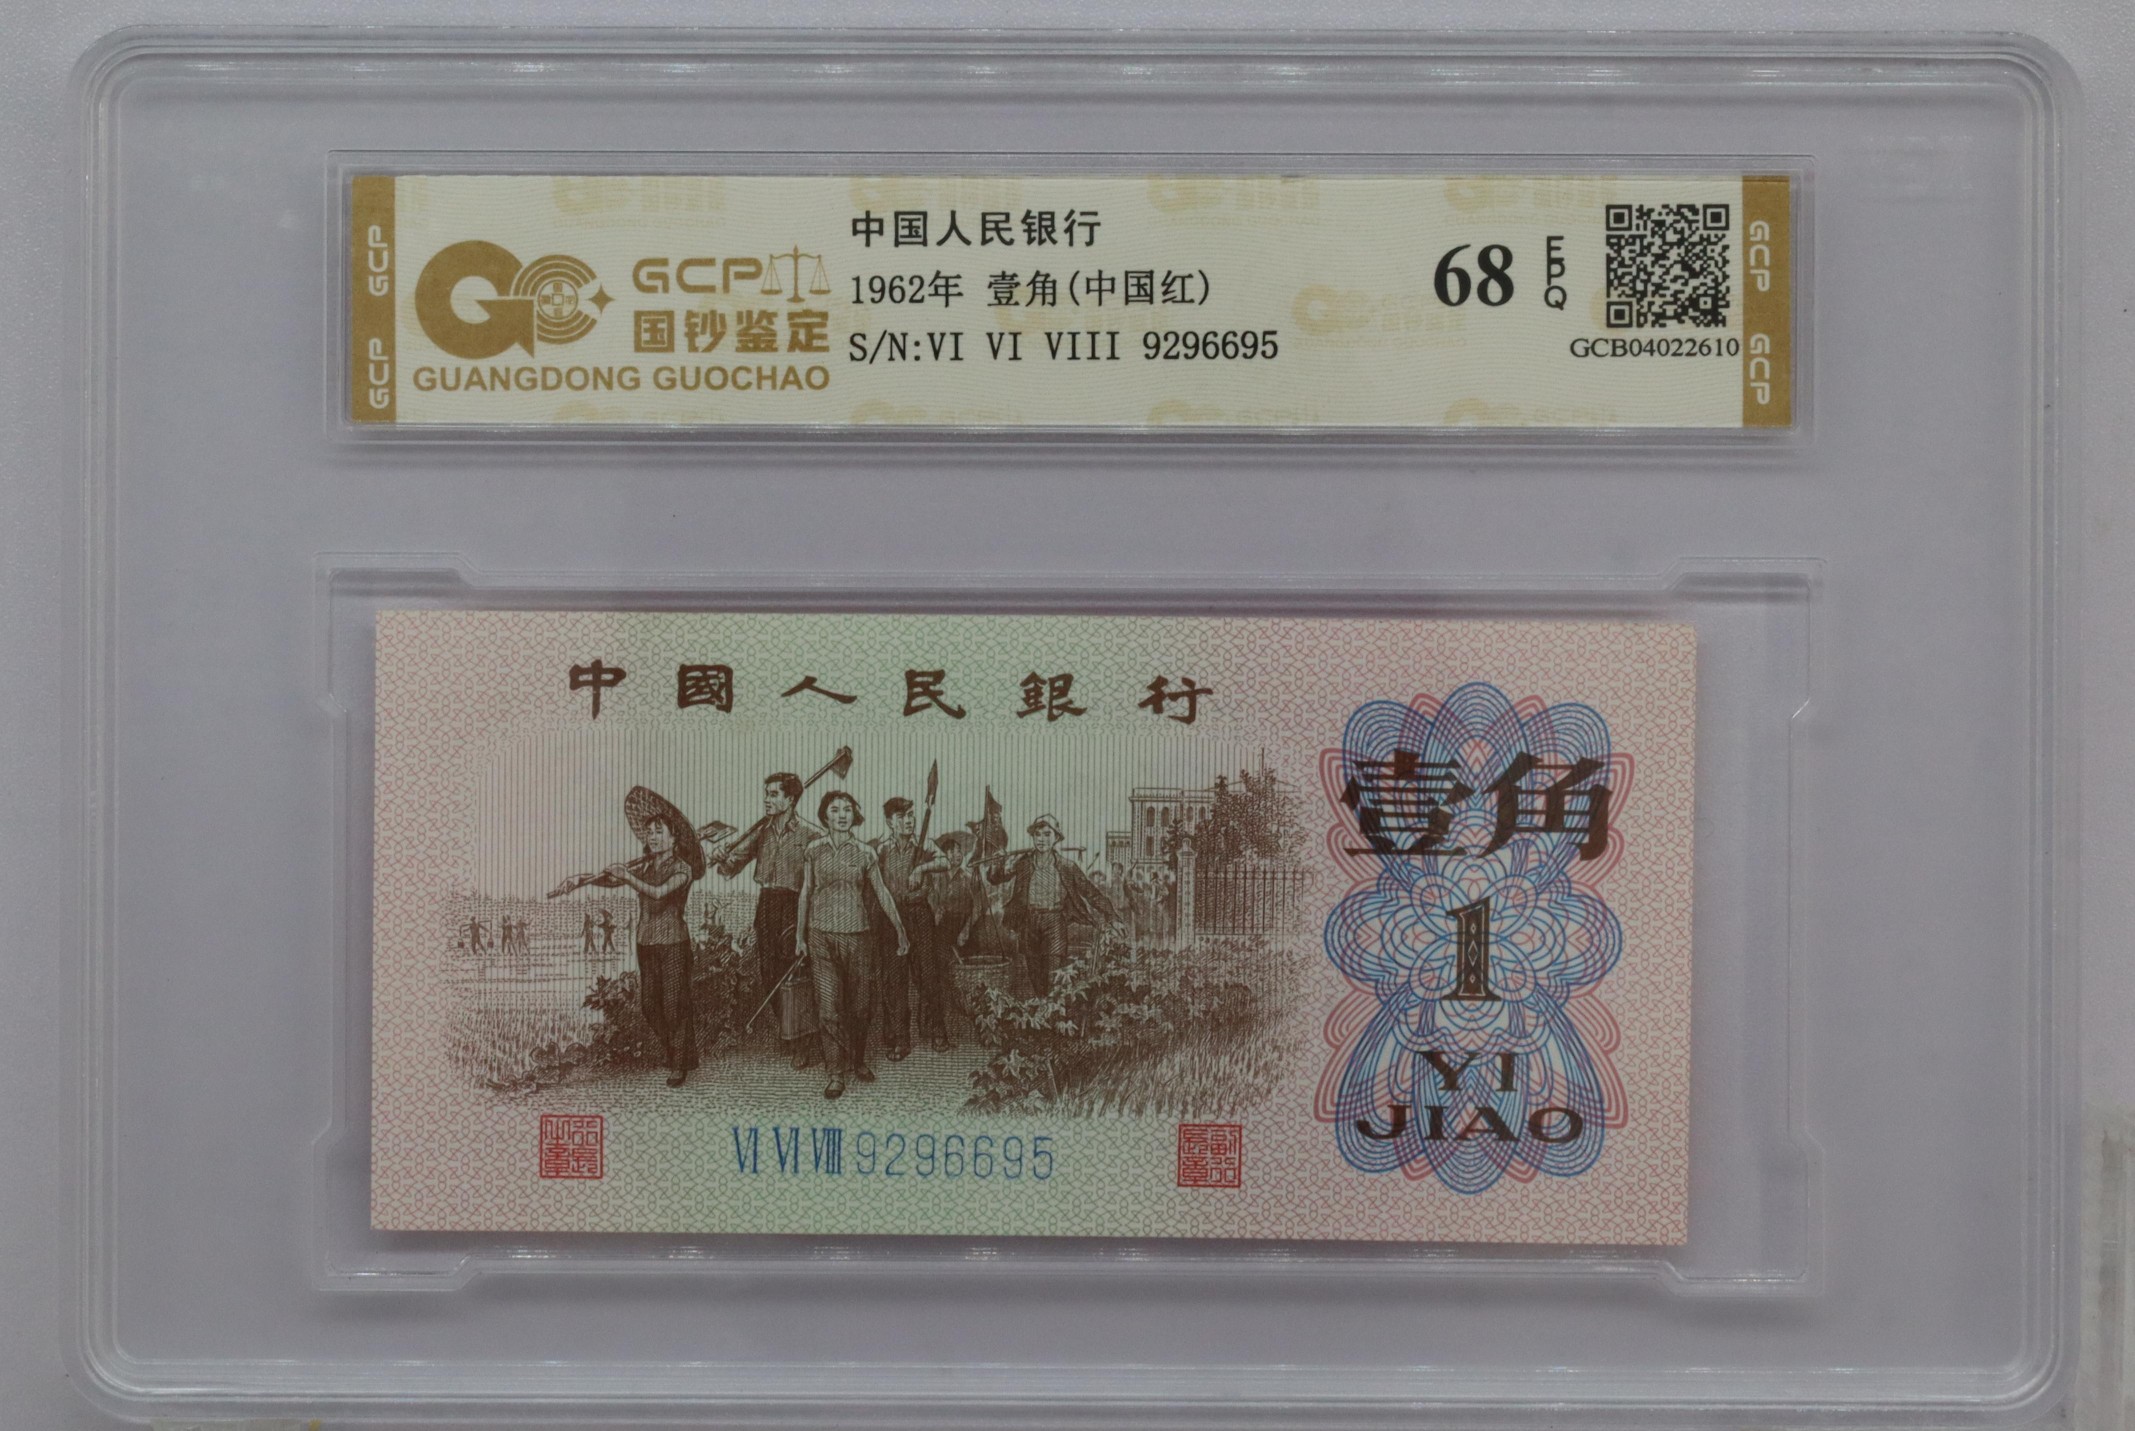 中国人民银行
1962年 壹角(中国红)
S/N:VI VI VIII 9296695
GCP
国钞鉴定
GUANGDONG GUOCHAO
68 EPQ
GCB04022610
GCP GCP
GCP GCP
中國人民銀行
壹角
1
YI
JIAO
VI VI VIII 9296695